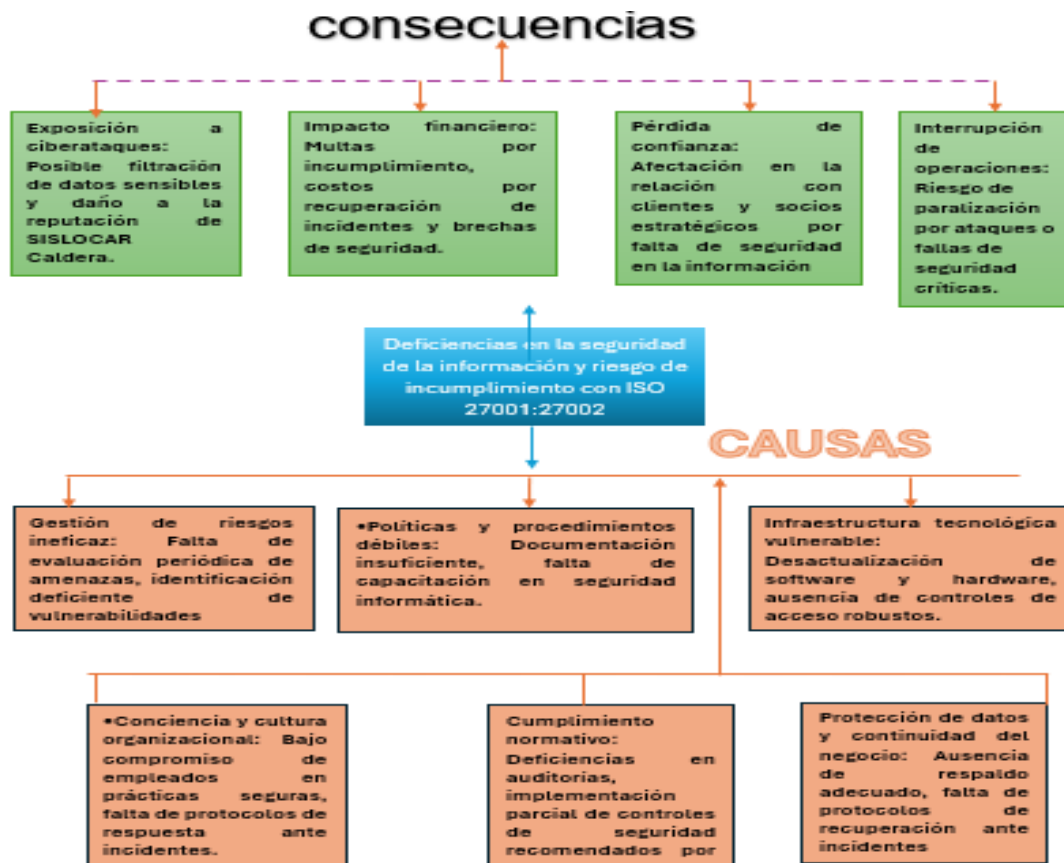 consecuencias
Exposición a
ciberataques:
Posible filtración
de datos sensibles
y daño a la
reputación de
SISLOCAR
Caldera.
Impacto financiero:
Multas por
incumplimiento,
costos por
recuperación de
incidentes y brechas
de seguridad.
Pérdida de
confianza:
Afectación en la
relación con
clientes y socios
estratégicos por
falta de seguridad
en la información
Interrupción
de
operaciones:
Riesgo de
paralización
por ataques o
fallas de
seguridad
críticas.
Deficiencias en la seguridad
de la información y riesgo de
incumplimiento con ISO
27001:27002
CAUSAS
Gestión de riesgos
ineficaz: Falta de
evaluación periódica de
amenazas, identificación
deficiente de
vulnerabilidades
•Políticas y procedimientos
débiles: Documentación
insuficiente, falta de
capacitación en seguridad
informática.
Infraestructura tecnológica
vulnerable:
Desactualización de
software y hardware,
ausencia de controles de
acceso robustos.
•Conciencia y cultura
organizacional: Bajo
compromiso de
empleados en
prácticas seguras,
falta de protocolos de
respuesta ante
incidentes.
Cumplimiento
normativo:
Deficiencias en
auditorías,
implementación
parcial de controles
de seguridad
recomendados por
Protección de datos
y continuidad del
negocio: Ausencia
de respaldo
adecuado, falta de
protocolos de
recuperación ante
incidentes